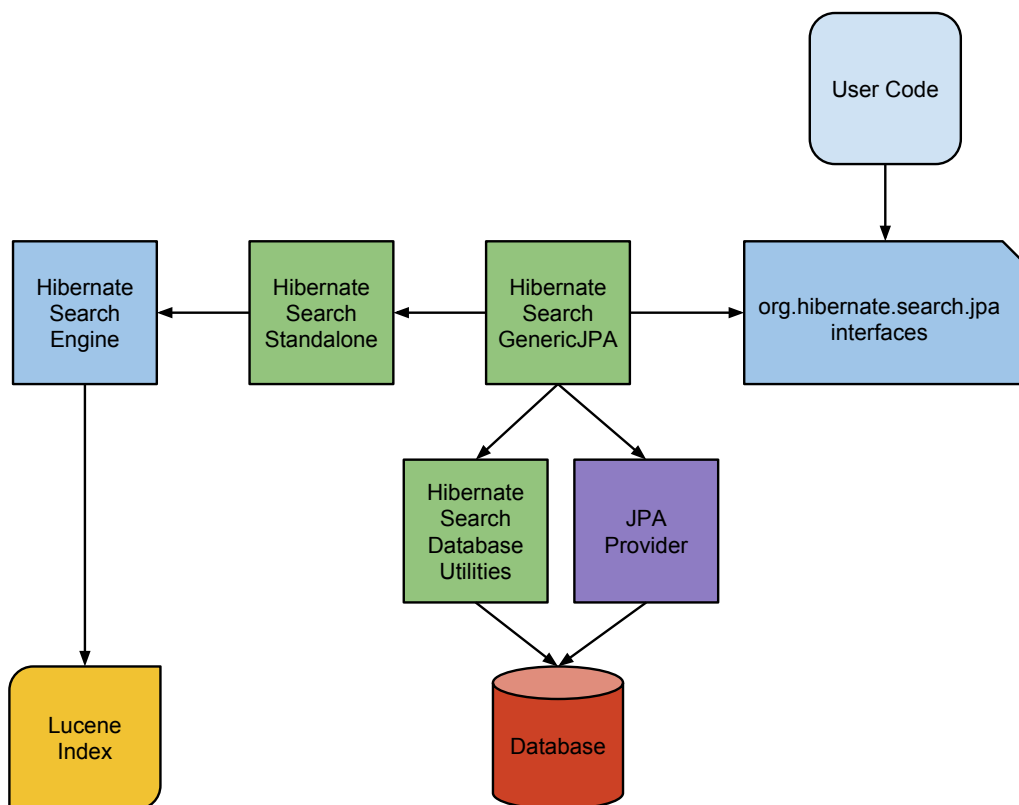 User Code
Hibernate
Search
Engine
Hibernate
Search
Standalone
Hibernate
Search
GenericJPA
org.hibernate.search.jpa
interfaces
Hibernate
Search
Database
Utilities
JPA
Provider
Lucene
Index
Database